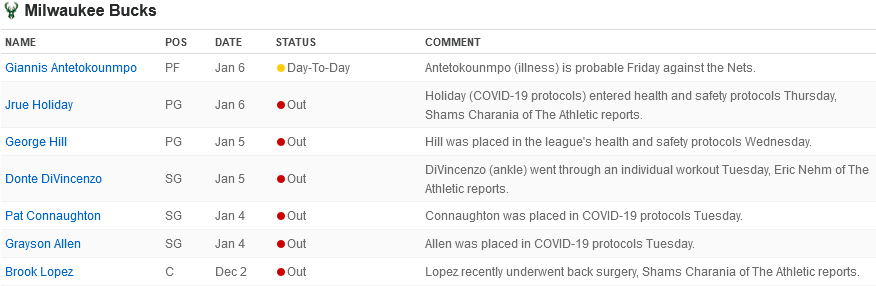 Milwaukee Bucks
NAME POS DATE STATUS COMMENT
Giannis Antetokounmpo PF Jan 6 Day-To-Day Antetokounmpo (illness) is probable Friday against the Nets.
Jrue Holiday PG Jan 6 Out Holiday (COVID-19 protocols) entered health and safety protocols Thursday,
Shams Charania of The Athletic reports.
George Hill PG Jan 5 Out Hill was placed in the league's health and safety protocols Wednesday.
Donte DiVincenzo SG Jan 5 Out DiVincenzo (ankle) went through an individual workout Tuesday, Eric Nehm of The
Athletic reports.
Pat Connaughton SG Jan 4 Out Connaughton was placed in COVID-19 protocols Tuesday.
Grayson Allen SG Jan 4 Out Allen was placed in COVID-19 protocols Tuesday.
Brook Lopez C Dec 2 Out Lopez recently underwent back surgery, Shams Charania of The Athletic reports.